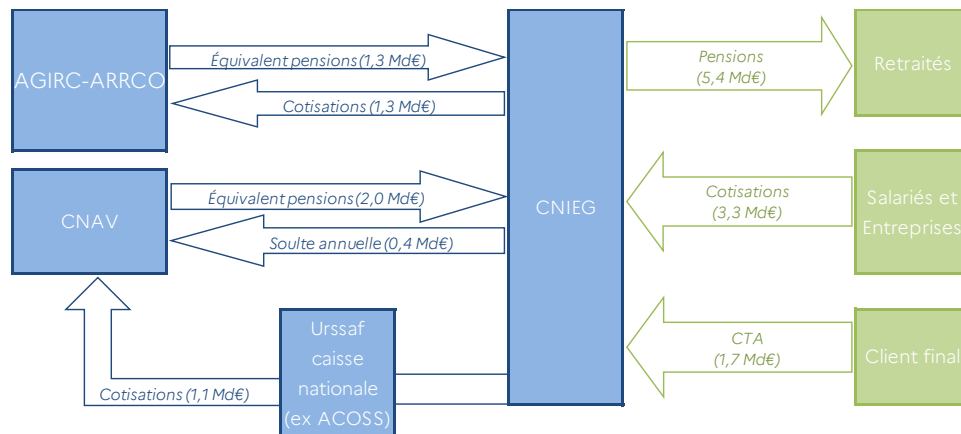 AGIRC-ARRCO
Équivalent pensions (1,3 Md€)
Cotisations (1,3 Md€)
CNAV
Équivalent pensions (2,0 Md€)
Soulte annuelle (0,4 Md€)
Cotisations (1,1 Md€)
Urssaf
caisse
nationale
(ex ACOSS)
CNIEG
Pensions
(5,4 Md€)
Retraités
Cotisations
(3,3 Md€)
Salariés et
Entreprises
CTA
(1,7 Md€)
Client final